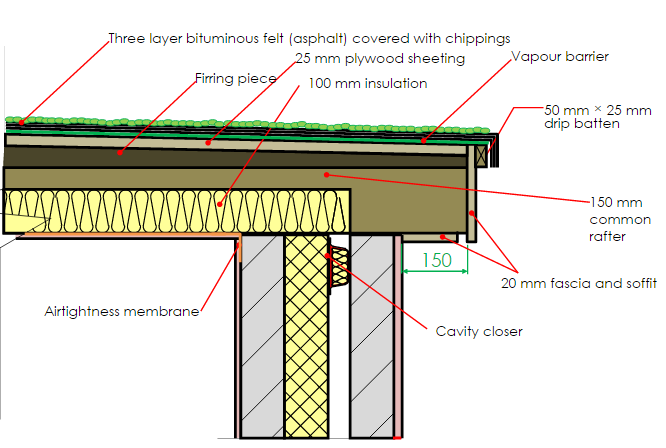 Three layer bituminous felt (asphalt) covered with chippings
25 mm plywood sheeting
Vapour barrier
Firring piece
100 mm insulation
50 mm × 25 mm
drip batten
150 mm
common
rafter
150
20 mm fascia and soffit
Airtightness membrane
Cavity closer